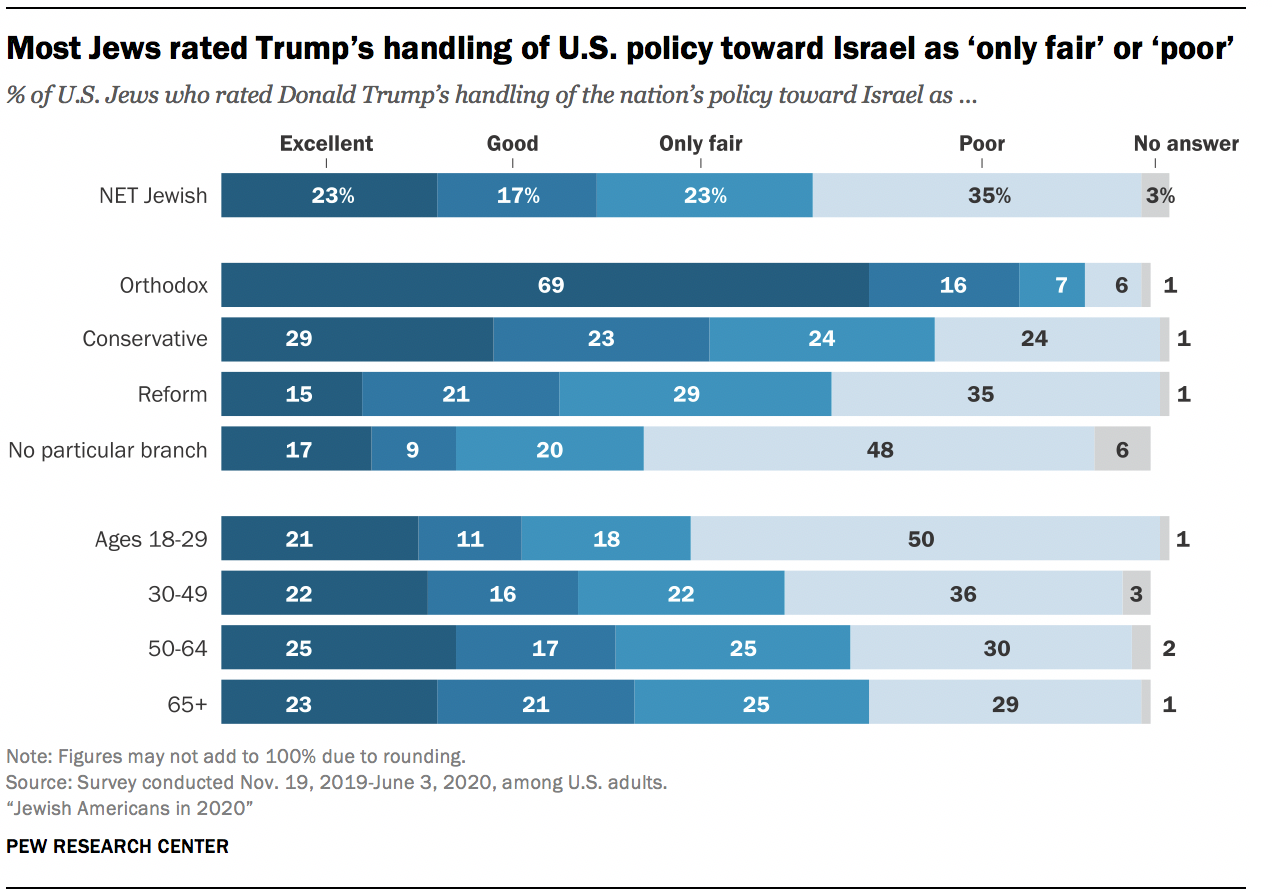 Most Jews rated Trump’s handling of U.S. policy toward Israel as ‘only fair’ or ‘poor’
% of U.S. Jews who rated Donald Trump’s handling of the nation’s policy toward Israel as ...
Excellent Good Only fair Poor No answer
NET Jewish 23% 17% 23% 35% 3%
Orthodox 69 16 7 6 1
Conservative 29 23 24 24 1
Reform 15 21 29 35 1
No particular branch 17 9 20 48 6
Ages 18-29 21 11 18 50 1
30-49 22 16 22 36 3
50-64 25 17 25 30 2
65+ 23 21 25 29 1
Note: Figures may not add to 100% due to rounding.
Source: Survey conducted Nov. 19, 2019-June 3, 2020, among U.S. adults.
“Jewish Americans in 2020”
PEW RESEARCH CENTER